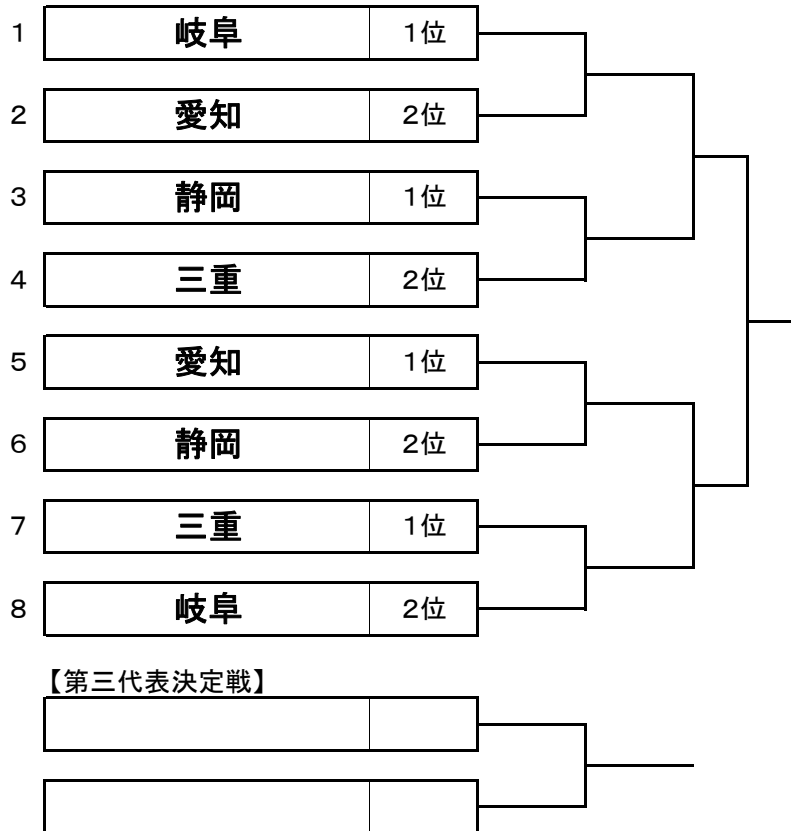 1 岐阜 1位
2 愛知 2位
3 静岡 1位
4 三重 2位
5 愛知 1位
6 静岡 2位
7 三重 1位
8 岐阜 2位
【第三代表決定戦】